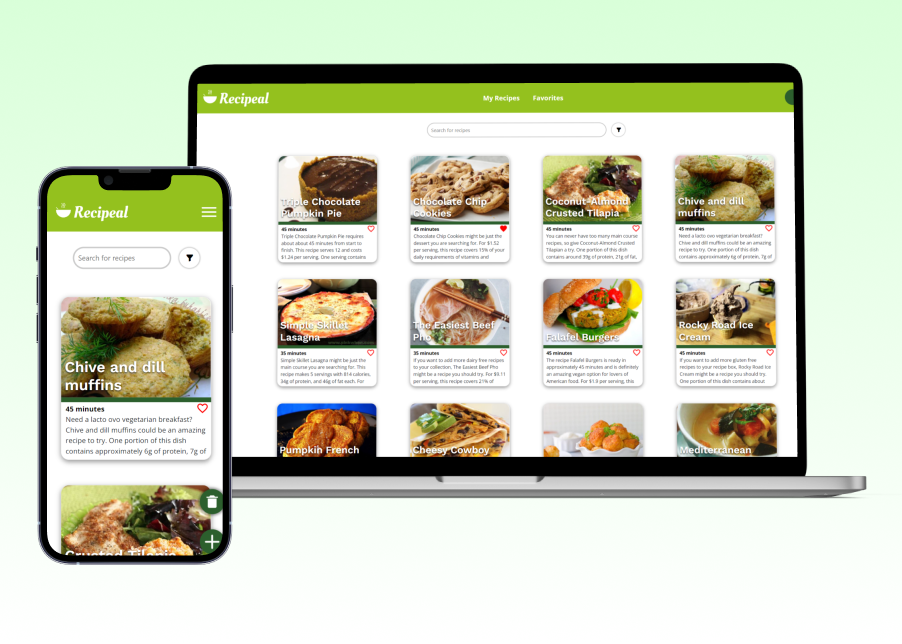 Recipeal
My Recipes
Favorites
Search for recipes
Triple Chocolate
Pumpkin Pie
45 minutes
Triple Chocolate Pumpkin Pie requires
about about 45 minutes from start to
finish. This recipe serves 12 and costs
$1.24 per serving. One serving contains
Chocolate Chip
Cookies
45 minutes
Chocolate Chip Cookies might be just the
dessert you are searching for. For $1.52
per serving, this recipe covers 15% of your
daily requirements of vitamins and
Coconut-Almond
Crusted Tilapia
45 minutes
You can never have too many main course
recipes, so give Coconut-Almond Crusted
Tilapian a try. One portion of this dish
contains around 39g of protein, 21g of fat,
Chive and dill
muffins
45 minutes
Need a lacto ovo vegetarian breakfast?
Chive and dill muffins could be an amazing
recipe to try. One portion of this dish
contains approximately 6g of protein, 7g of
Simple Skillet
Lasagna
35 minutes
Simple Skillet Lasagna might be just the
main course you are searching for. This
recipe makes 5 servings with 814 calories,
34g of protein, and 46g of fat each. For
The Easiest Beef
Pho
35 minutes
If you want to add more dairy free recipes
to your collection, The Easiest Beef Pho
might be a recipe you should try. For
per serving, this recipe covers 21% of
Falafel Burgers
45 minutes
The recipe Falafel Burgers is ready in
approximately 45 minutes and is definitely
an amazing vegan option for lovers of
American food. For per serving, this
Rocky Road Ice
Cream
45 minutes
If you want to add more gluten free
recipes to your recipe box, Rocky Road Ice
Cream might be a recipe you should try.
One portion of this dish contains about
Pumpkin French
Cheesy Cowboy
Mediterranean
Recipeal
Search for recipes
Chive and dill
muffins
45 minutes
Need a lacto ovo vegetarian breakfast?
Chive and dill muffins could be an amazing
recipe to try. One portion of this dish
contains approximately 6g of protein, 7g of
Crusted Tilapia